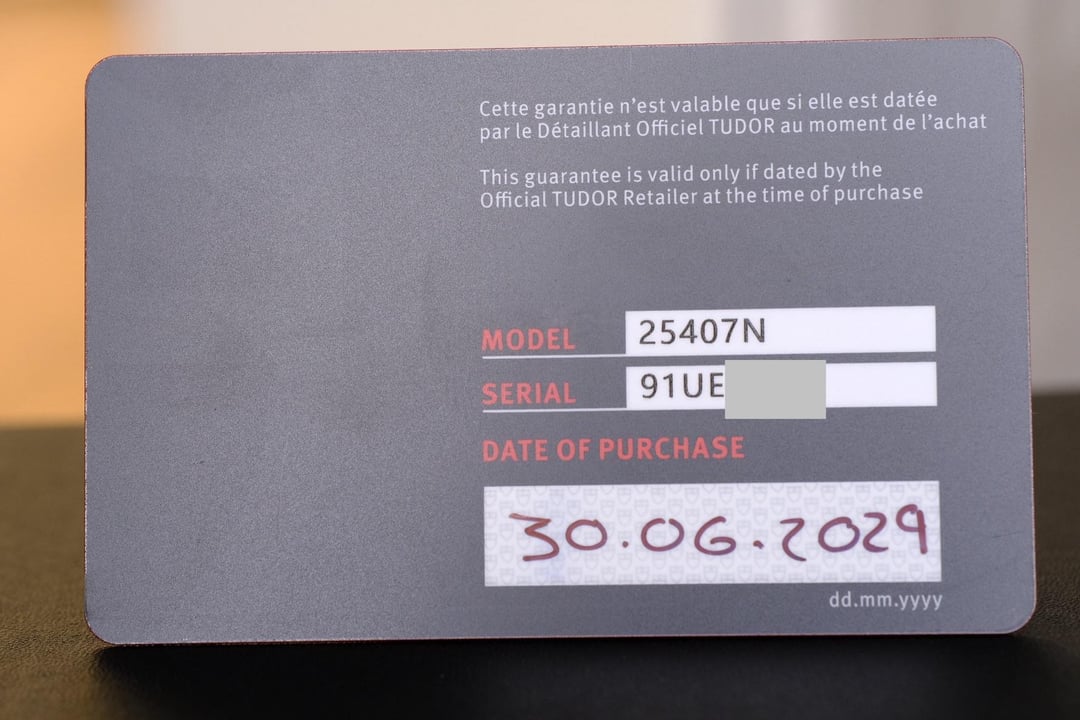 Cette garantie n’est valable que si elle est datée
par le Détaillant Officiel TUDOR au moment de l’achat
This guarantee is valid only if dated by the
Official TUDOR Retailer at the time of purchase
MODEL 25407N
SERIAL 91UE
DATE OF PURCHASE
30.06.2029
dd.mm.yyyy